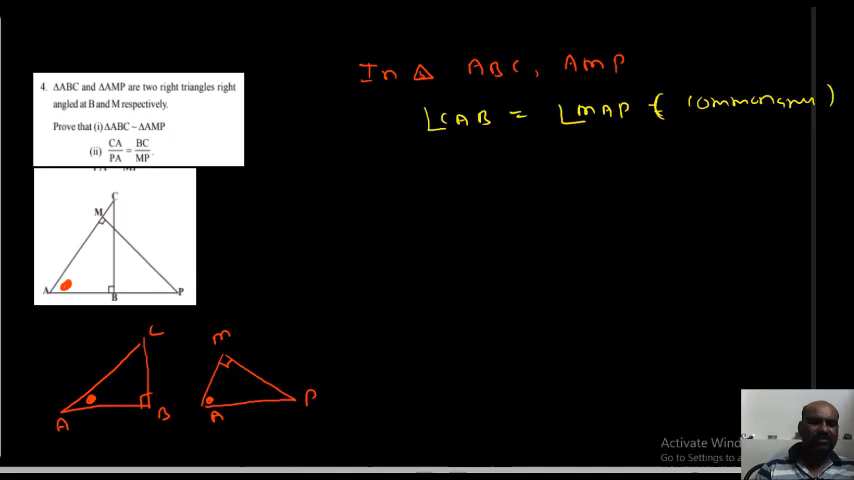 4. ΔABC and ΔAMP are two right triangles right
angled at B and M respectively.
Prove that (i) ΔABC ~ ΔAMP
(ii) CA/PA = BC/MP.
C
M
A
B
P
C
A
B
M
A
P
In Δ ABC, AMP
∠CAB = ∠MAP (
Activate Wind
Go to Settings to a